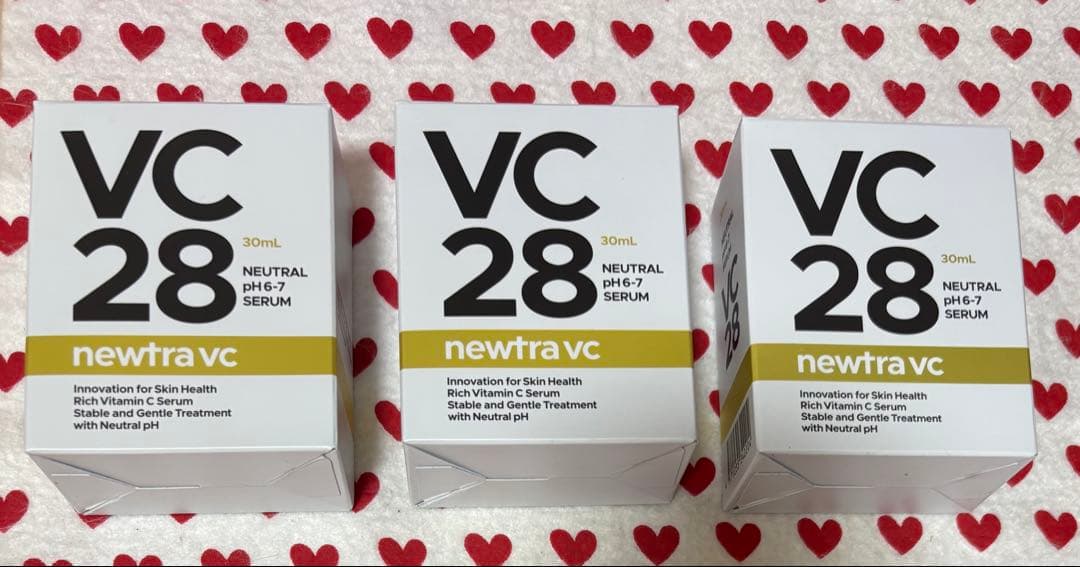 VC
28
30mL
NEUTRAL
pH 6-7
SERUM
newtra vc
Innovation for Skin Health
Rich Vitamin C Serum
Stable and Gentle Treatment
with Neutral pH
VC
28
30mL
NEUTRAL
pH 6-7
SERUM
newtra vc
Innovation for Skin Health
Rich Vitamin C Serum
Stable and Gentle Treatment
with Neutral pH
VC
28
VC
28
30mL
NEUTRAL
pH 6-7
SERUM
newtra vc
Innovation for Skin Health
Rich Vitamin C Serum
Stable and Gentle Treatment
with Neutral pH